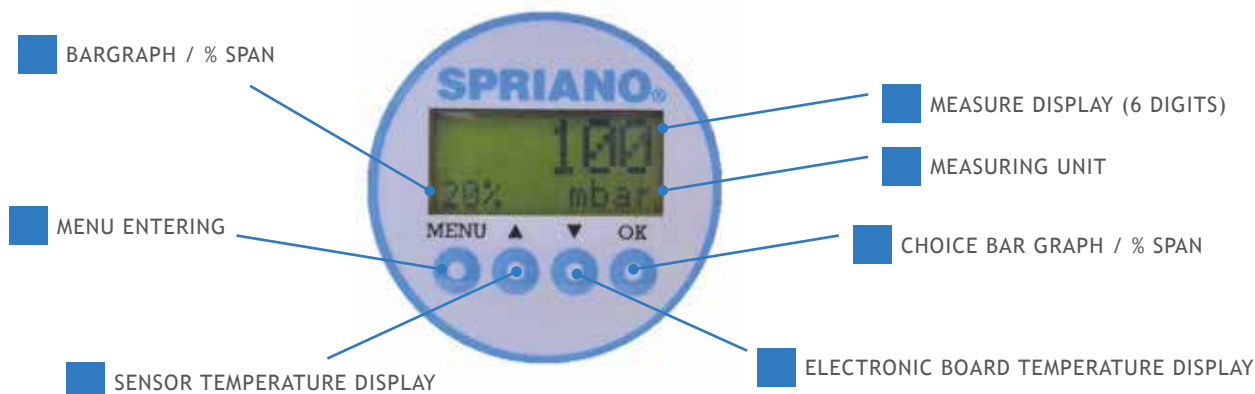 BARGRAPH / % SPAN
SPRIANO®
100
MEASURE DISPLAY (6 DIGITS)
20% mbar
MEASURING UNIT
MENU ▲ ▼ OK
MENU ENTERING
CHOICE BAR GRAPH / % SPAN
SENSOR TEMPERATURE DISPLAY
ELECTRONIC BOARD TEMPERATURE DISPLAY